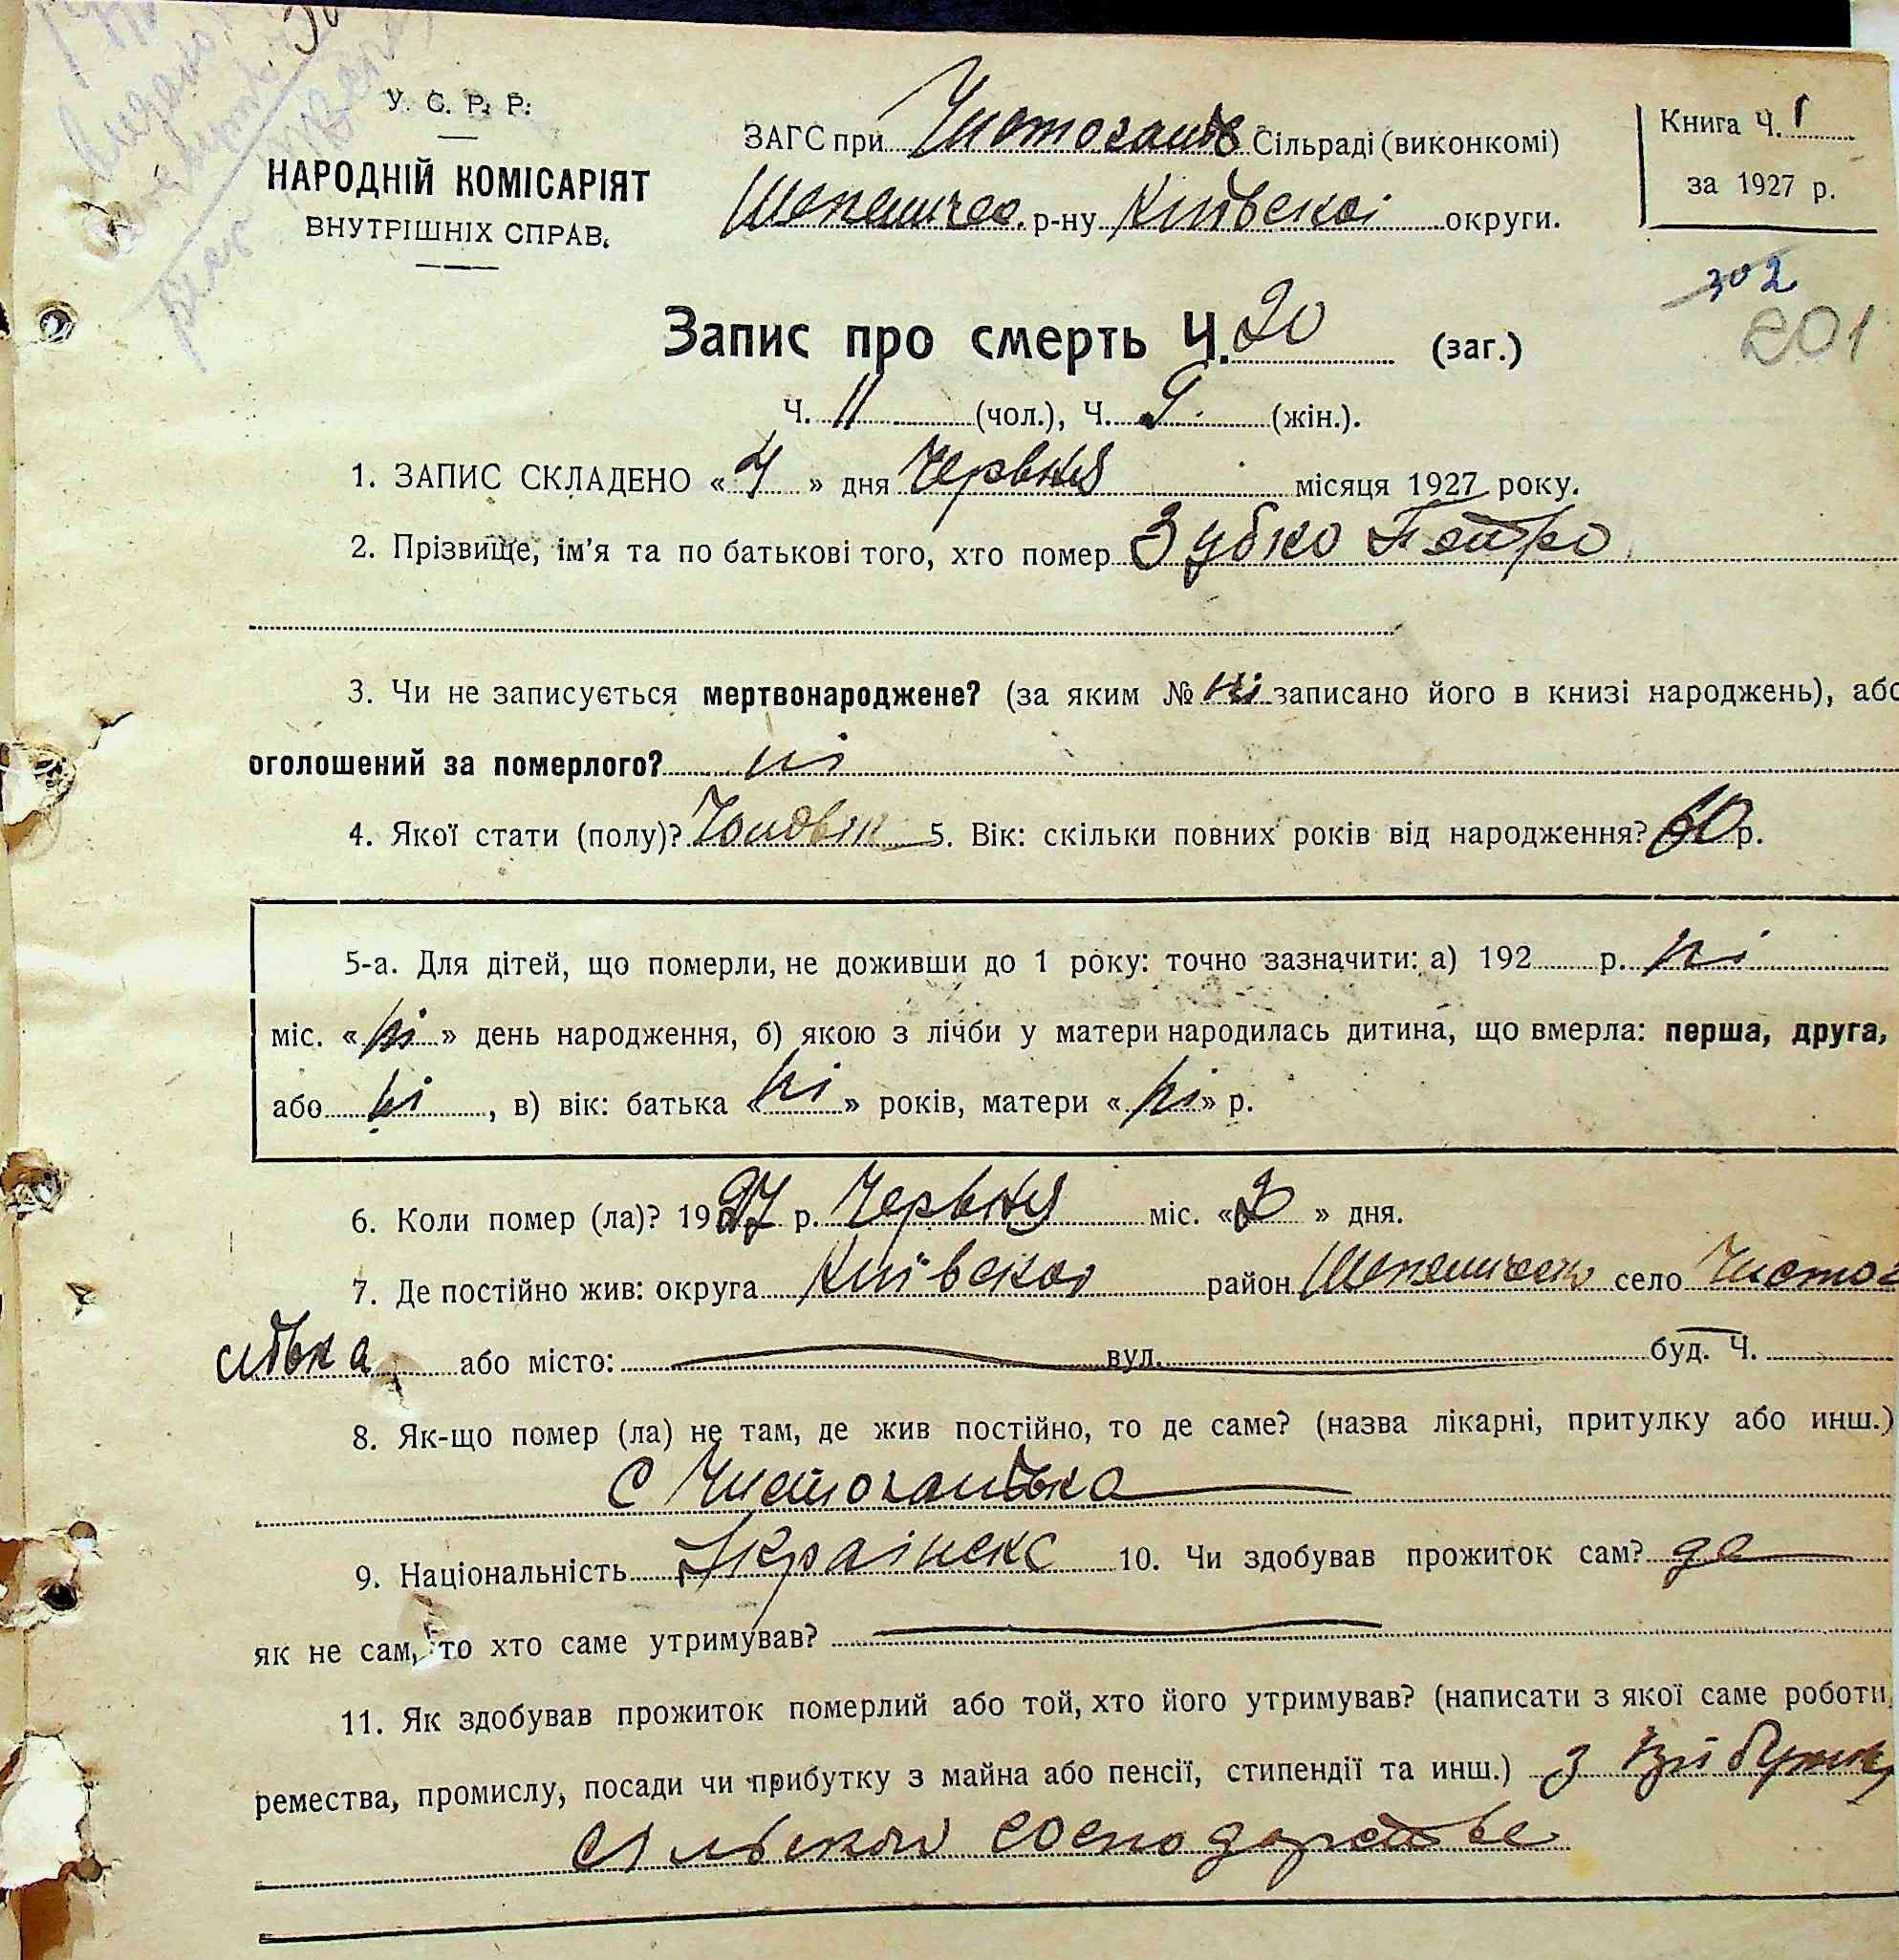 У. С. Р. Р.
НАРОДНІЙ КОМІСАРІЯТ
ВНУТРІШНІХ СПРАВ.
ЗАГС при Чистогалів Сільраді (виконкомі)
Шепелическ. р-ну Київської округи.
Книга Ч. 1
за 1927 р.
302
201
Запис про смерть Ч. 20 (заг.)
Ч. 11 (чол.), Ч. 9 (жін.).
1. ЗАПИС СКЛАДЕНО « 4 » дня Червня місяця 1927 року.
2. Прізвище, ім'я та по батькові того, хто помер Зубко Петро
3. Чи не записується мертвонароджене? (за яким № ні записано його в книзі народжень), або
оголошений за померлого? ні
4. Якої стати (полу)? Чоловік 5. Вік: скільки повних років від народження? 60 р.
5-а. Для дітей, що померли, не доживши до 1 року: точно зазначити: а) 192 р. ні
міс. « ні » день народження, б) якою з лічби у матери народилась дитина, що вмерла: перша, друга,
або ні , в) вік: батька « ні » років, матери « ні » р.
6. Коли помер (ла)? 1927 р. Червня міс. « 3 » дня.
7. Де постійно жив: округа Київская район село Чистог
або місто: вул. буд. Ч.
8. Як-що помер (ла) не там, де жив постійно, то де саме? (назва лікарні, притулку або инш.)
с Чистогалівка
9. Національність 10. Чи здобував прожиток сам? да
як не сам, то хто саме утримував?
11. Як здобував прожиток померлий або той, хто його утримував? (написати з якої саме роботи,
ремества, промислу, посади чи прибутку з майна або пенсії, стипендії та инш.) з